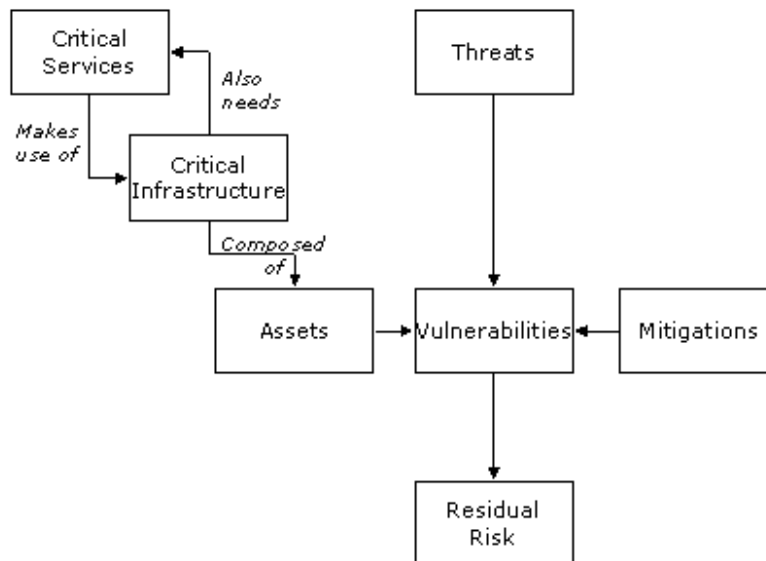 Critical
Services
Threats
Also
needs
Makes
use of
Critical
Infrastructure
Composed
of
Assets
Vulnerabilities
Mitigations
Residual
Risk